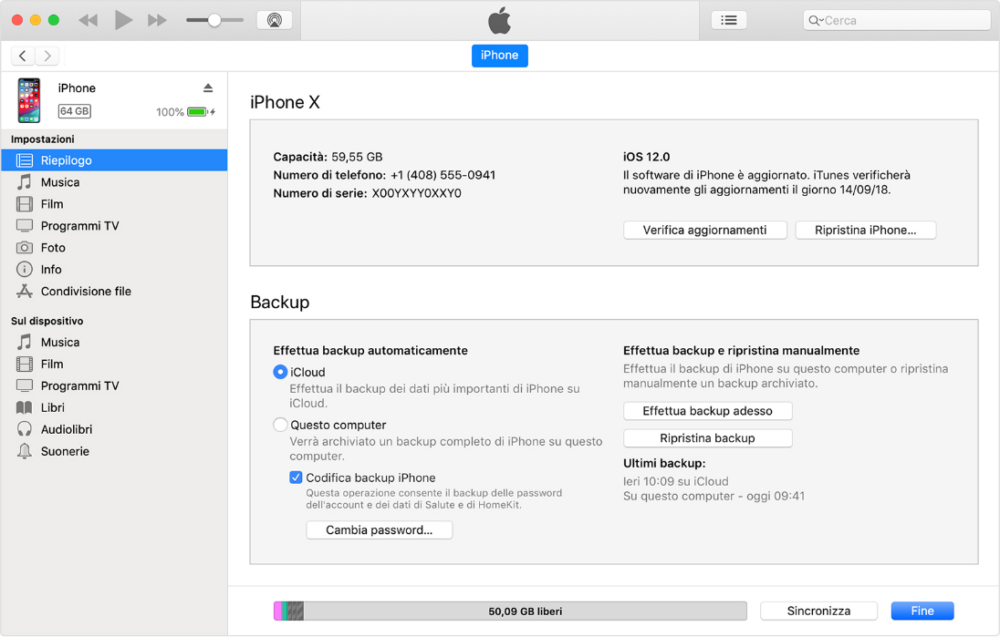 Cerca
iPhone
iPhone
64 GB
100%
Impostazioni
Riepilogo
Musica
Film
Programmi TV
Foto
Info
Condivisione file
Sul dispositivo
Musica
Film
Programmi TV
Libri
Audiolibri
Suonerie
iPhone X
Capacità: 59,55 GB
Numero di telefono: +1 (408) 555-0941
Numero di serie: X00YXYY0XXY0
iOS 12.0
Il software di iPhone è aggiornato. iTunes verificherà
nuovamente gli aggiornamenti il giorno 14/09/18.
Verifica aggiornamenti
Ripristina iPhone...
Backup
Effettua backup automaticamente
iCloud
Effettua il backup dei dati più importanti di iPhone su
iCloud.
Questo computer
Verrà archiviato un backup completo di iPhone su questo
computer.
Codifica backup iPhone
Questa operazione consente il backup delle password
dell'account e dei dati di Salute e di HomeKit.
Cambia password...
Effettua backup e ripristina manualmente
Effettua il backup di iPhone su questo computer o ripristina
manualmente un backup archiviato.
Effettua backup adesso
Ripristina backup
Ultimi backup:
Ieri 10:09 su iCloud
Su questo computer - oggi 09:41
50,09 GB liberi
Sincronizza
Fine